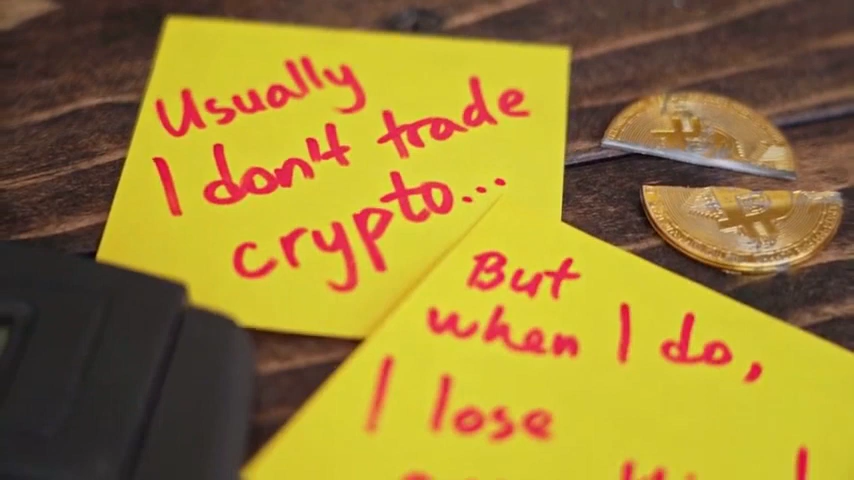 Usually
I don't trade
crypto...
But
when I do,
I lose